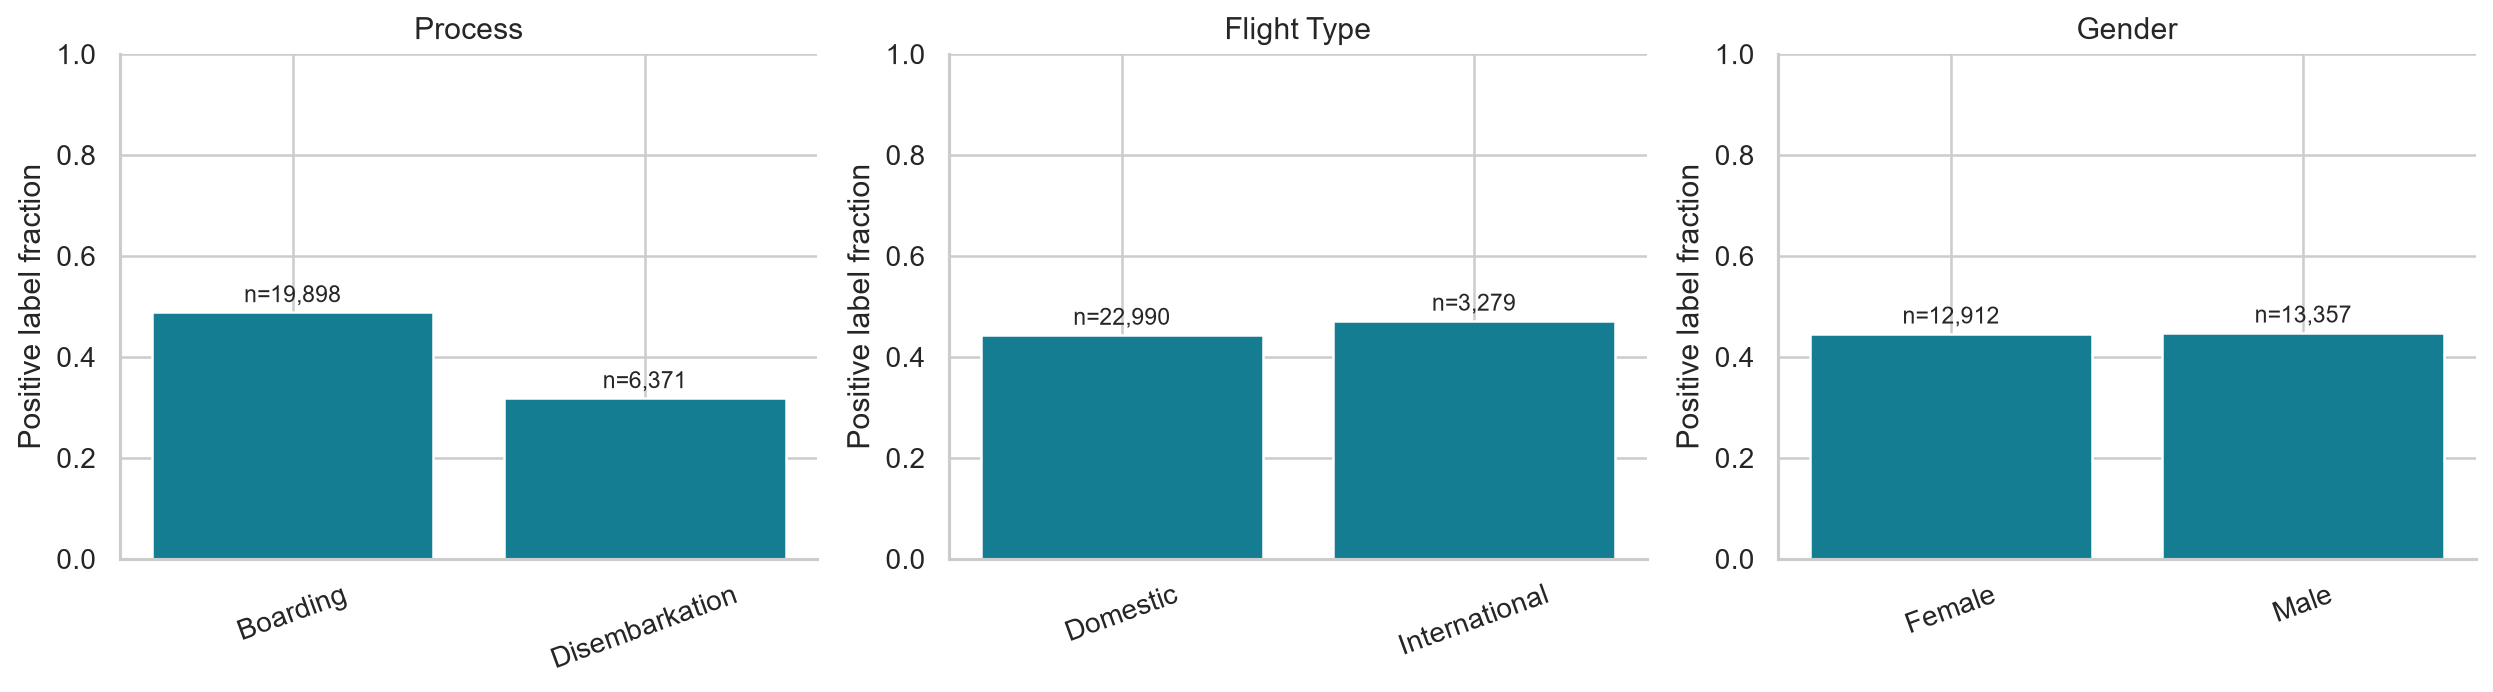 Process
1.0
0.8
0.6
0.4
0.2
0.0
Positive label fraction
n=19,898
n=6,371
Boarding
Disembarkation
Flight Type
1.0
0.8
0.6
0.4
0.2
0.0
Positive label fraction
n=22,990
n=3,279
Domestic
International
Gender
1.0
0.8
0.6
0.4
0.2
0.0
Positive label fraction
n=12,912
n=13,357
Female
Male